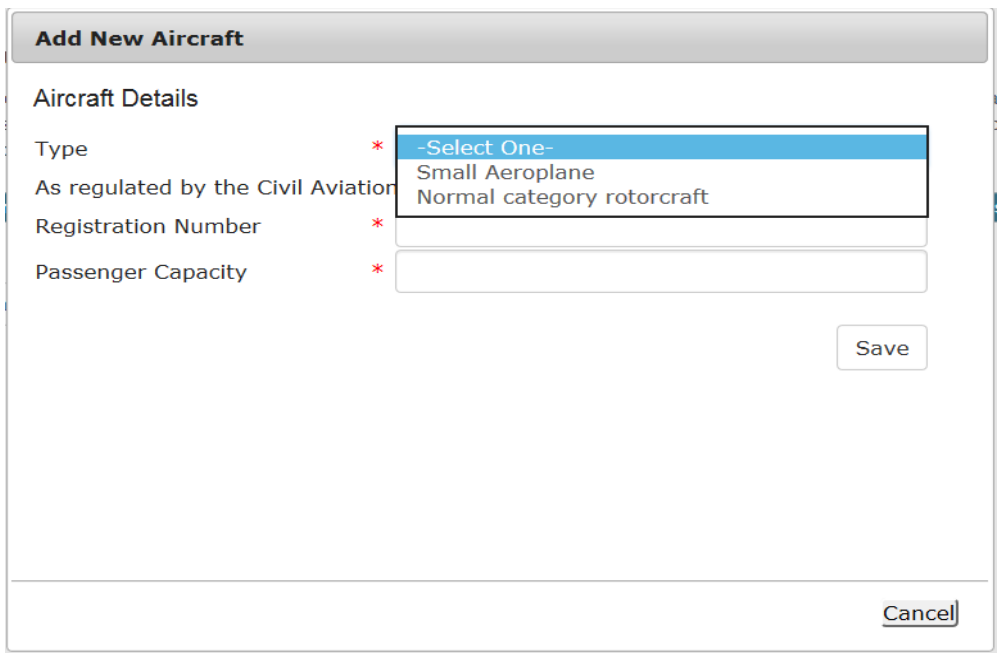 Add New Aircraft
Aircraft Details
Type *
-Select One-
Small Aeroplane
Normal category rotorcraft
As regulated by the Civil Aviation
Registration Number *
Passenger Capacity *
Save
Cancel